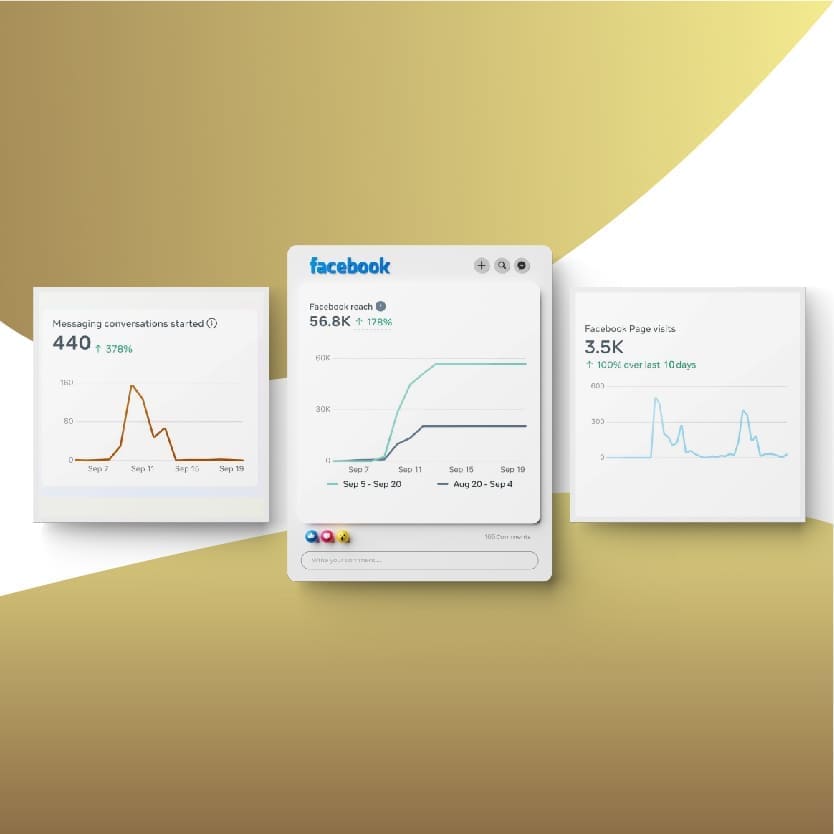 Messaging conversations started
440 ↑ 378%
160
80
0
Sep 7 Sep 11 Sep 15 Sep 19
facebook
Facebook reach
56.8K ↑ 178%
60K
30K
0
Sep 7 Sep 11 Sep 15 Sep 19
Sep 5 - Sep 20 Aug 20 - Sep 4
Comments
Write your comment...
Facebook Page visits
3.5K
↑ 100% over last 10 days
600
300
0